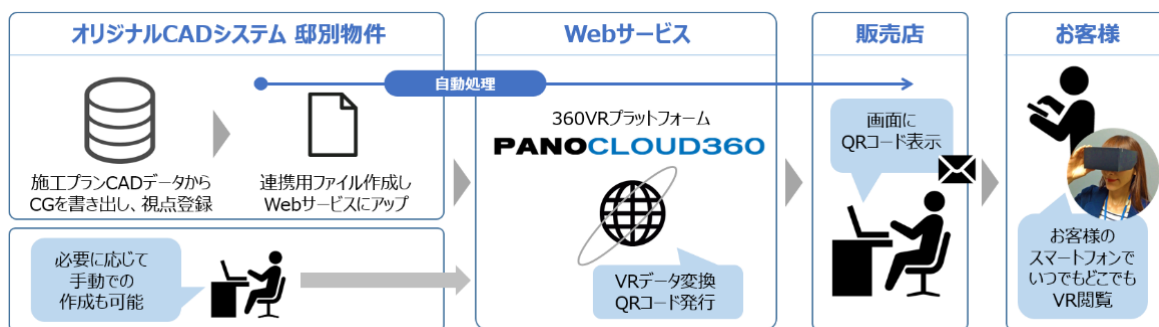 オリジナルCADシステム 邸別物件
自動処理
施工プランCADデータから
CGを書き出し、視点登録
連携用ファイル作成し
Webサービスにアップ
必要に応じて
手動での
作成も可能
Webサービス
360VRプラットフォーム
PANOCLOUD360
VRデータ変換
QRコード発行
販売店
画面に
QRコード表示
お客様
お客様の
スマートフォンで
いつでもどこでも
VR閲覧